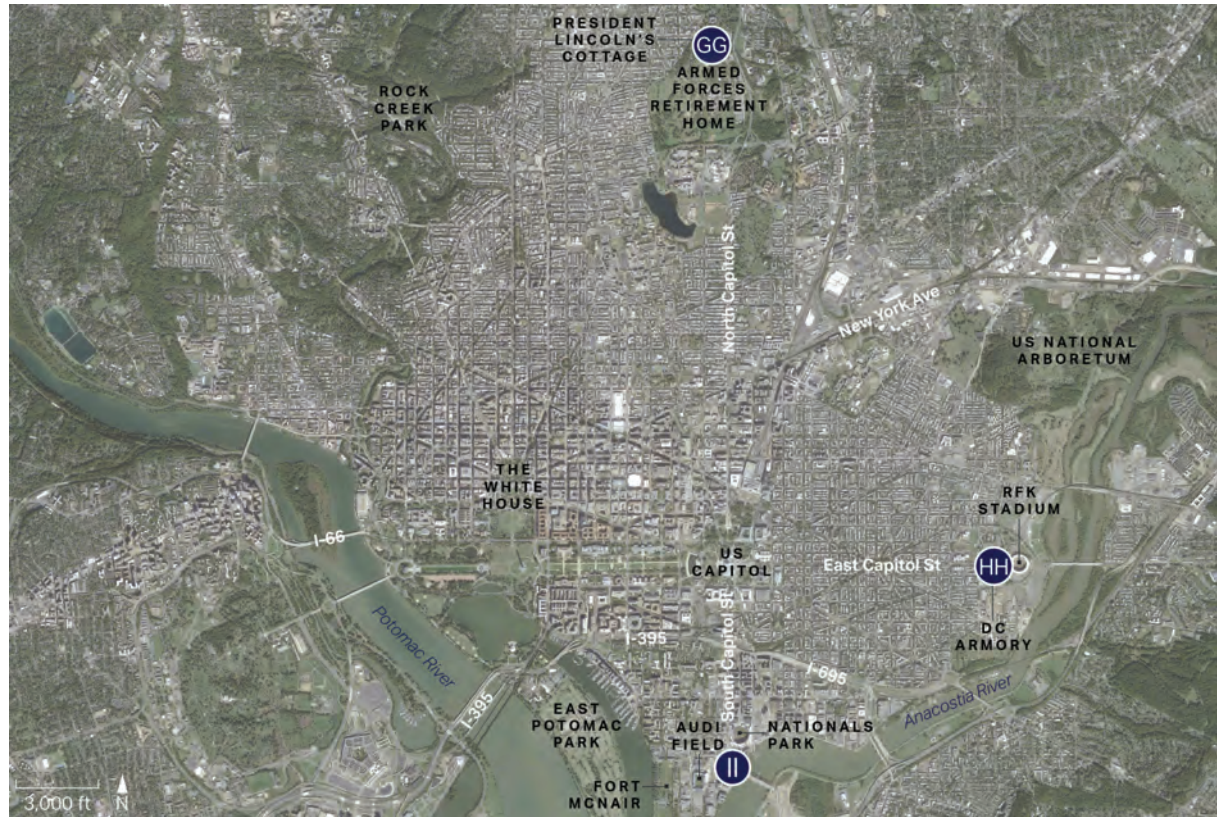 PRESIDENT
LINCOLN'S
COTTAGE
GG
ARMED
FORCES
RETIREMENT
HOME
ROCK
CREEK
PARK
North Capitol St
New York Ave
US NATIONAL
ARBORETUM
THE
WHITE
HOUSE
RFK
STADIUM
I-66
US
CAPITOL
East Capitol St
HH
DC
ARMORY
Potomac River
I-395
South Capitol St
I-695
I-395
Anacostia River
EAST
POTOMAC
PARK
AUDI
FIELD
NATIONALS
PARK
II
FORT
MCNAIR
3,000 ft
N